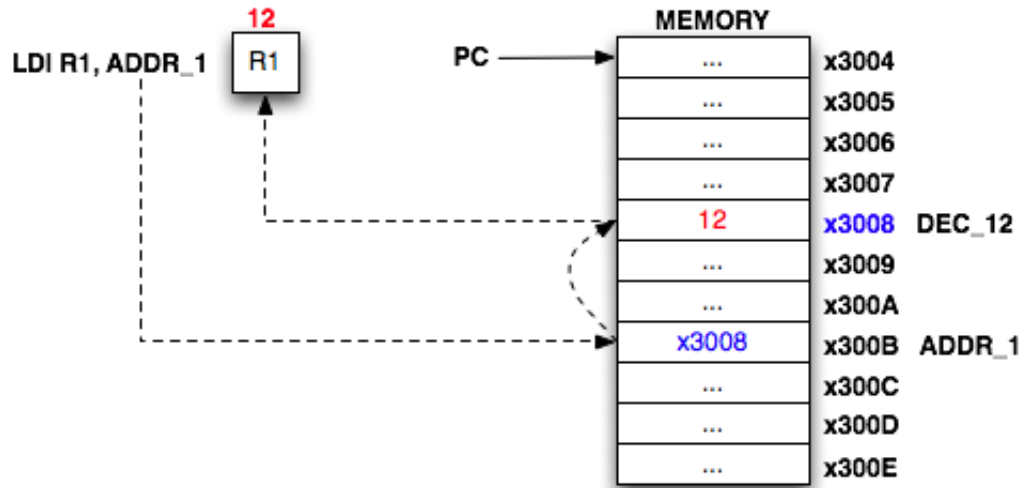 12
MEMORY
LDI R1, ADDR_1 R1 PC ... x3004
... x3005
... x3006
... x3007
12 x3008 DEC_12
... x3009
... x300A
x3008 x300B ADDR_1
... x300C
... x300D
... x300E